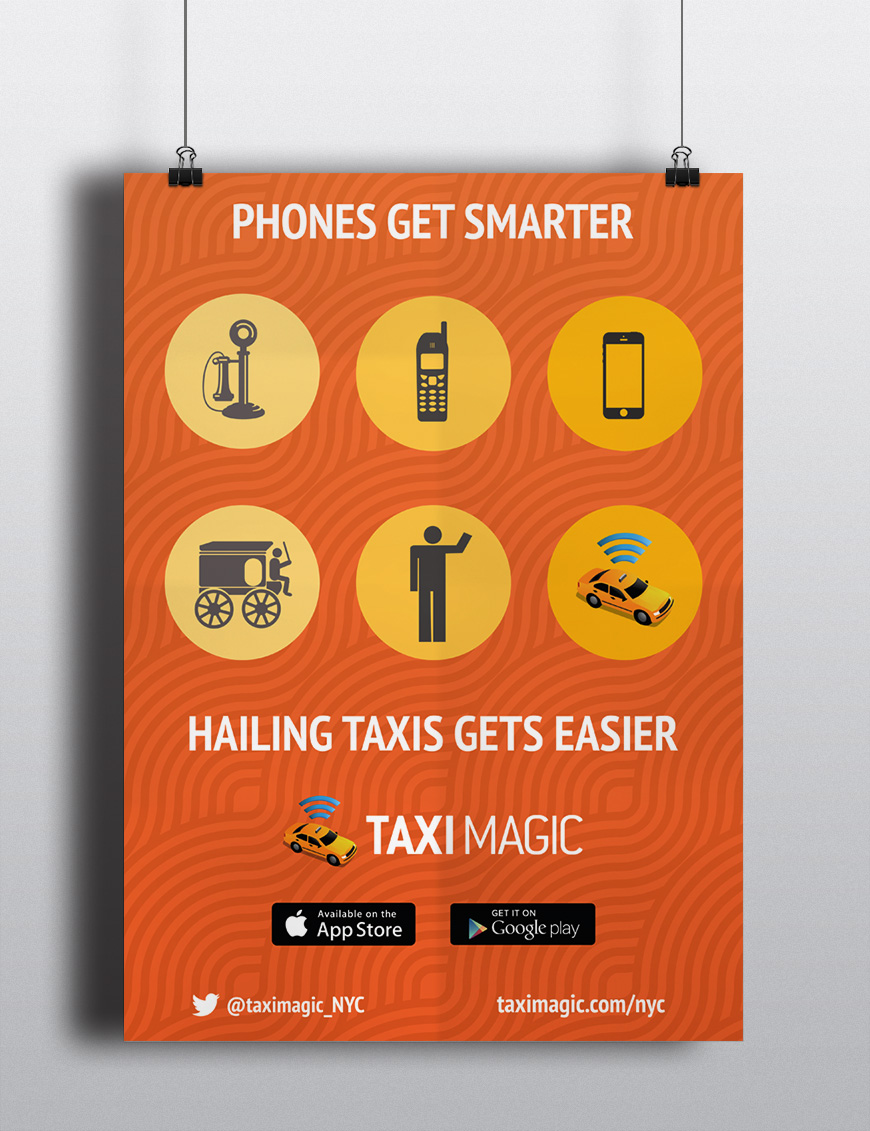 PHONES GET SMARTER
HAILING TAXIS GETS EASIER
TAXI MAGIC
Available on the
App Store
GET IT ON
Google play
@taximagic_NYC
taximagic.com/nyc